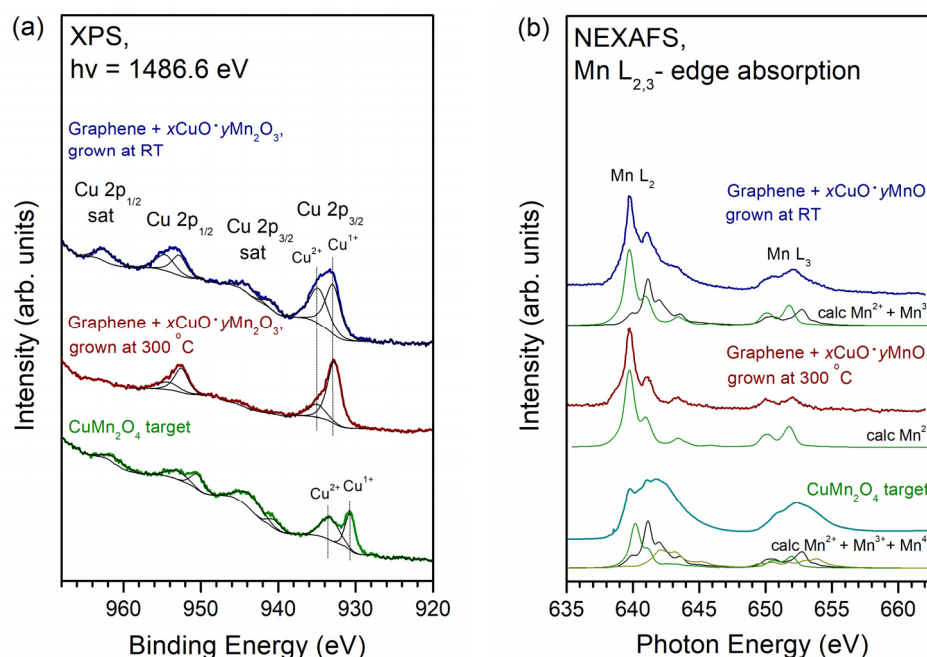 (a)
XPS,
hν = 1486.6 eV
Graphene + xCuO·yMn₂O₃,
grown at RT
Cu 2p₁/₂
sat
Cu 2p₁/₂
Cu 2p₃/₂
sat
Cu 2p₃/₂
Cu²⁺
Cu¹⁺
Graphene + xCuO·yMn₂O₃,
grown at 300 °C
CuMn₂O₄ target
Cu²⁺
Cu¹⁺
Intensity (arb. units)
960
950
940
930
920
Binding Energy (eV)
(b)
NEXAFS,
Mn L₂,₃- edge absorption
Mn L₂
Graphene + xCuO·yMnO
grown at RT
Mn L₃
calc Mn²⁺ + Mn³
Graphene + xCuO·yMnO
grown at 300 °C
calc Mn²
CuMn₂O₄ target
calc Mn²⁺ + Mn³⁺ + Mn⁴
Intensity (arb. units)
635
640
645
650
655
660
Photon Energy (eV)